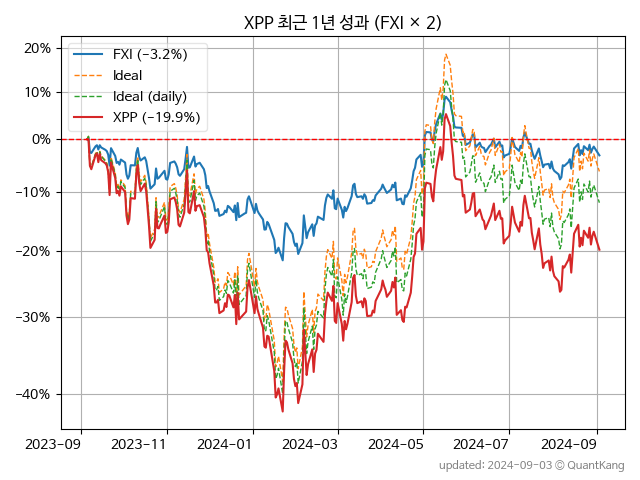 XPP 최근 1년 성과 (FXI × 2)
FXI (−3.2%)
Ideal
Ideal (daily)
XPP (−19.9%)
20%
10%
0%
−10%
−20%
−30%
−40%
2023-09
2023-11
2024-01
2024-03
2024-05
2024-07
2024-09
updated: 2024-09-03 © QuantKang